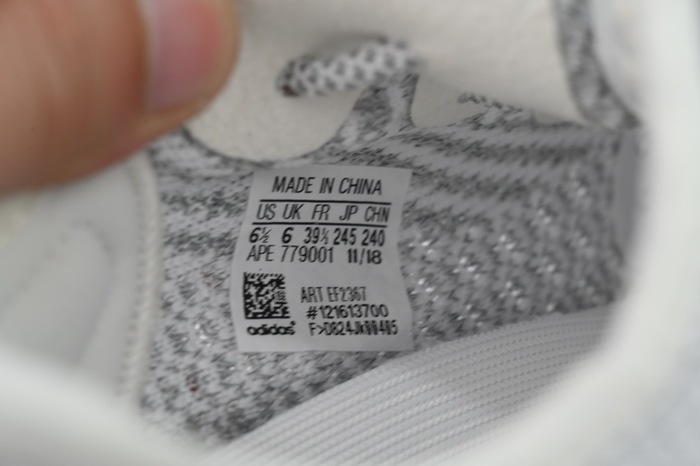 MADE IN CHINA
US UK FR JP CHN
6½ 6 39⅓ 245 240
APE 779001 11/18
ART EF2367
#121613700
adidas
F>D824Jk00405